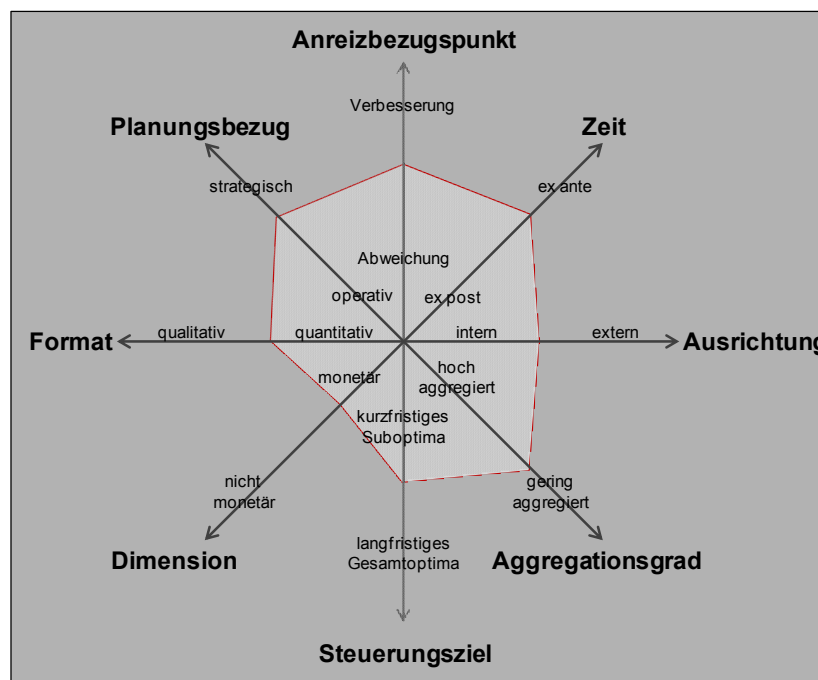 Anreizbezugspunkt
Verbesserung
Planungsbezug
Zeit
strategisch
ex ante
Abweichung
operativ
ex post
Format
qualitativ
quantitativ
intern
extern
Ausrichtung
monetär
hoch
aggregiert
kurzfristiges
Suboptima
nicht
monetär
gering
aggregiert
langfristiges
Gesamtoptima
Dimension
Aggregationsgrad
Steuerungsziel